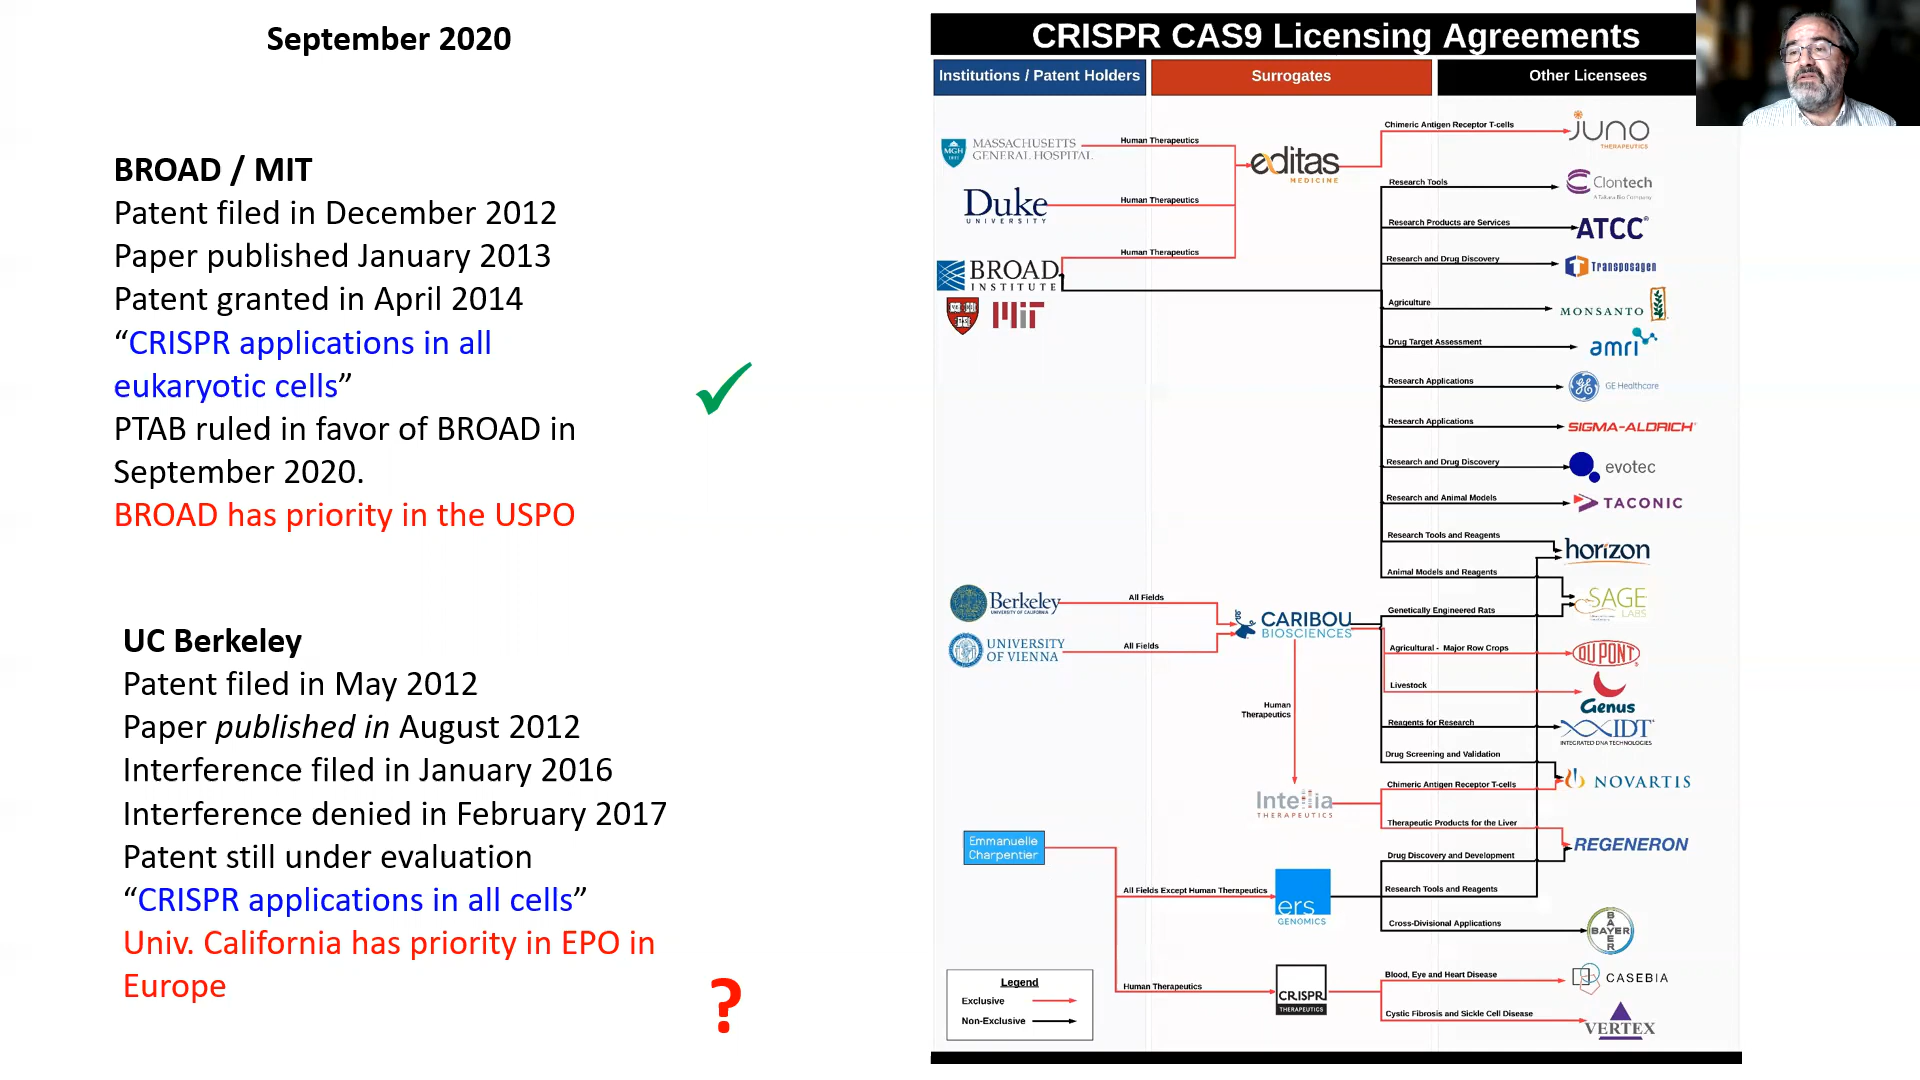 September 2020
BROAD / MIT
Patent filed in December 2012
Paper published January 2013
Patent granted in April 2014
“CRISPR applications in all
eukaryotic cells”
PTAB ruled in favor of BROAD in
September 2020.
BROAD has priority in the USPO
UC Berkeley
Patent filed in May 2012
Paper published in August 2012
Interference filed in January 2016
Interference denied in February 2017
Patent still under evaluation
“CRISPR applications in all cells”
Univ. California has priority in EPO in
Europe
?
CRISPR CAS9 Licensing Agreements
Institutions / Patent Holders
Surrogates
Other Licensees
MGH
MASSACHUSETTS
GENERAL HOSPITAL
Human Therapeutics
Duke
UNIVERSITY
Human Therapeutics
BROAD
INSTITUTE
Human Therapeutics
MIT
editas
MEDICINE
Chimeric Antigen Receptor T-cells
JUNO
THERAPEUTICS
Research Tools
Clontech
Research Products are Services
ATCC
Research and Drug Discovery
Transposagen
Agriculture
MONSANTO
Drug Target Assessment
amri
Research Applications
GE Healthcare
Research Applications
SIGMA-ALDRICH
Research and Drug Discovery
evotec
Research and Animal Models
TACONIC
Research Tools and Reagents
horizon
Animal Models and Reagents
SAGE
LABS
Berkeley
UNIVERSITY OF CALIFORNIA
All Fields
UNIVERSITY
OF VIENNA
All Fields
CARIBOU
BIOSCIENCES
Genetically Engineered Rats
Agricultural - Major Row Crops
DU PONT
Livestock
Genus
Reagents for Research
IDT
INTEGRATED DNA TECHNOLOGIES
Drug Screening and Validation
NOVARTIS
Human
Therapeutics
Intellia
THERAPEUTICS
Chimeric Antigen Receptor T-cells
Therapeutic Products for the Liver
REGENERON
Emmanuelle
Charpentier
All Fields Except Human Therapeutics
ers
GENOMICS
Drug Discovery and Development
Research Tools and Reagents
Cross-Divisional Applications
BAYER
BAYER
Human Therapeutics
CRISPR
THERAPEUTICS
Blood, Eye and Heart Disease
CASEBIA
Cystic Fibrosis and Sickle Cell Disease
VERTEX
Legend
Exclusive
Non-Exclusive